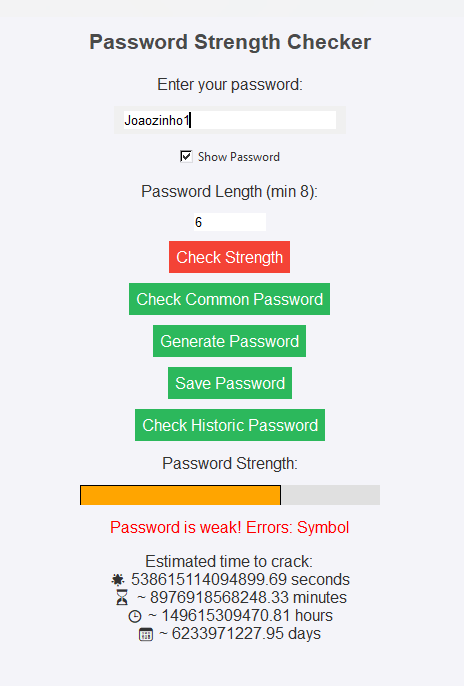 Password Strength Checker
Enter your password:
Joaozinho1
Show Password
Password Length (min 8):
6
Check Strength
Check Common Password
Generate Password
Save Password
Check Historic Password
Password Strength:
Password is weak! Errors: Symbol
Estimated time to crack:
538615114094899.69 seconds
~ 8976918568248.33 minutes
~ 149615309470.81 hours
~ 6233971227.95 days